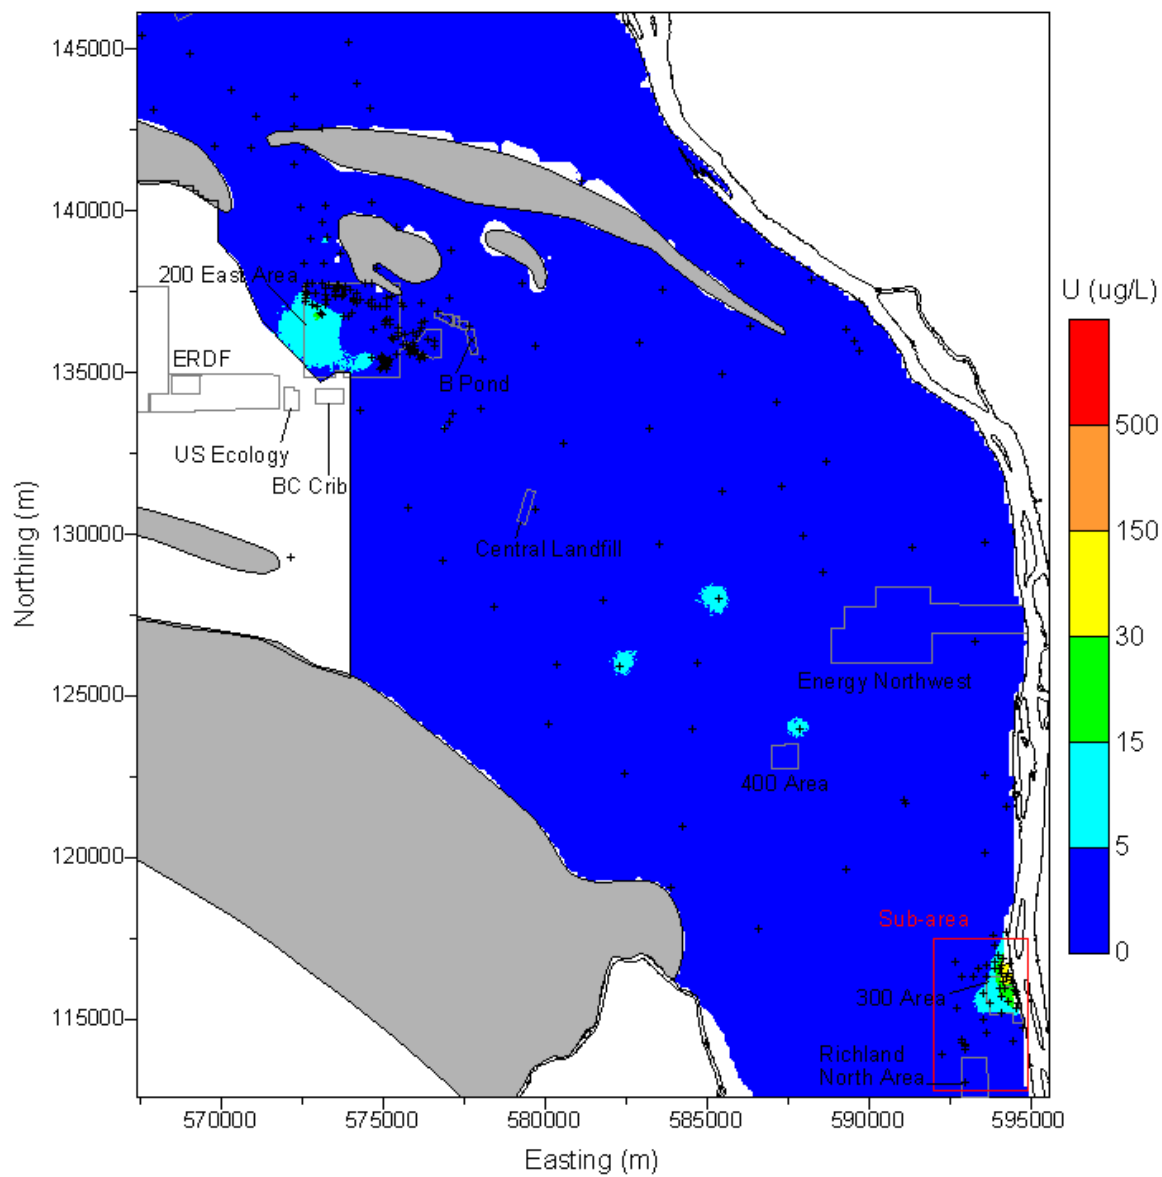 145000
140000
200 East Area
U (ug/L)
ERDF
135000
B Pond
500
US Ecology
BC Crib
150
130000
Central Landfill
Northing (m)
30
125000
Energy Northwest
15
400 Area
5
120000
Sub-area
0
300 Area
115000
Richland
North Area
570000 575000 580000 585000 590000 595000
Easting (m)